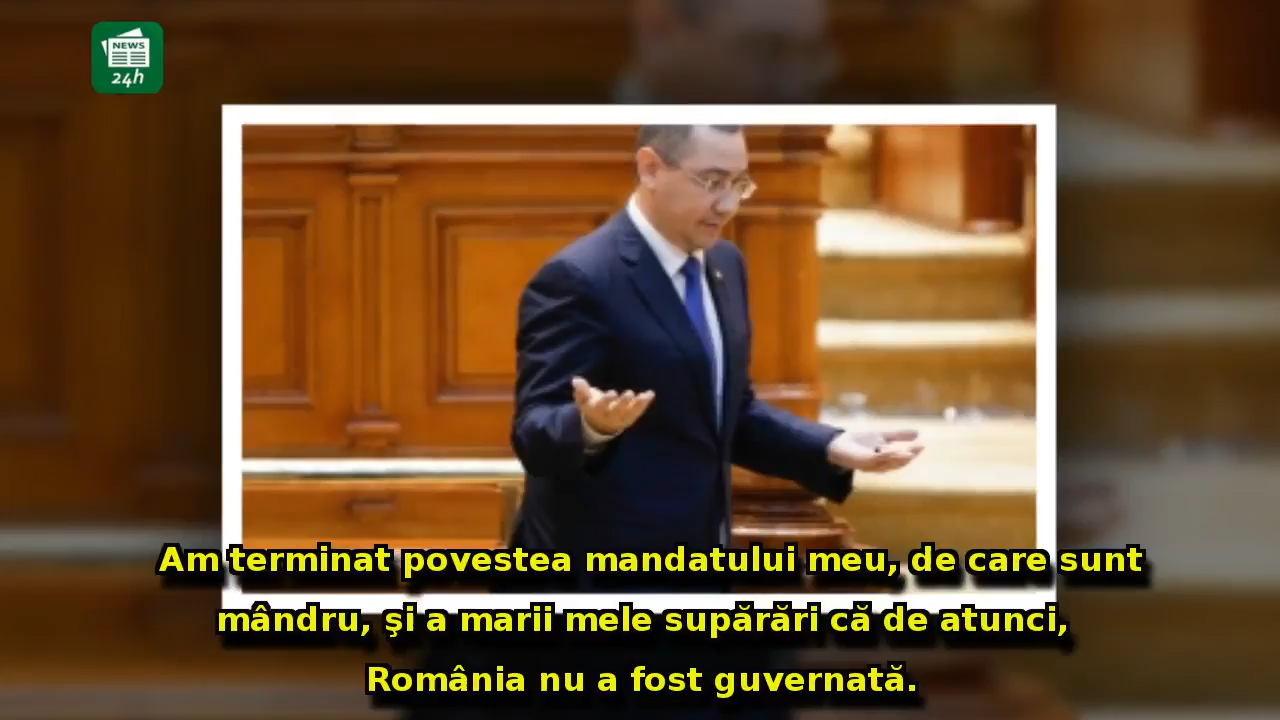 NEWS
24h
Am terminat povestea mandatului meu, de care sunt
mândru, şi a marii mele supărări că de atunci,
România nu a fost guvernată.